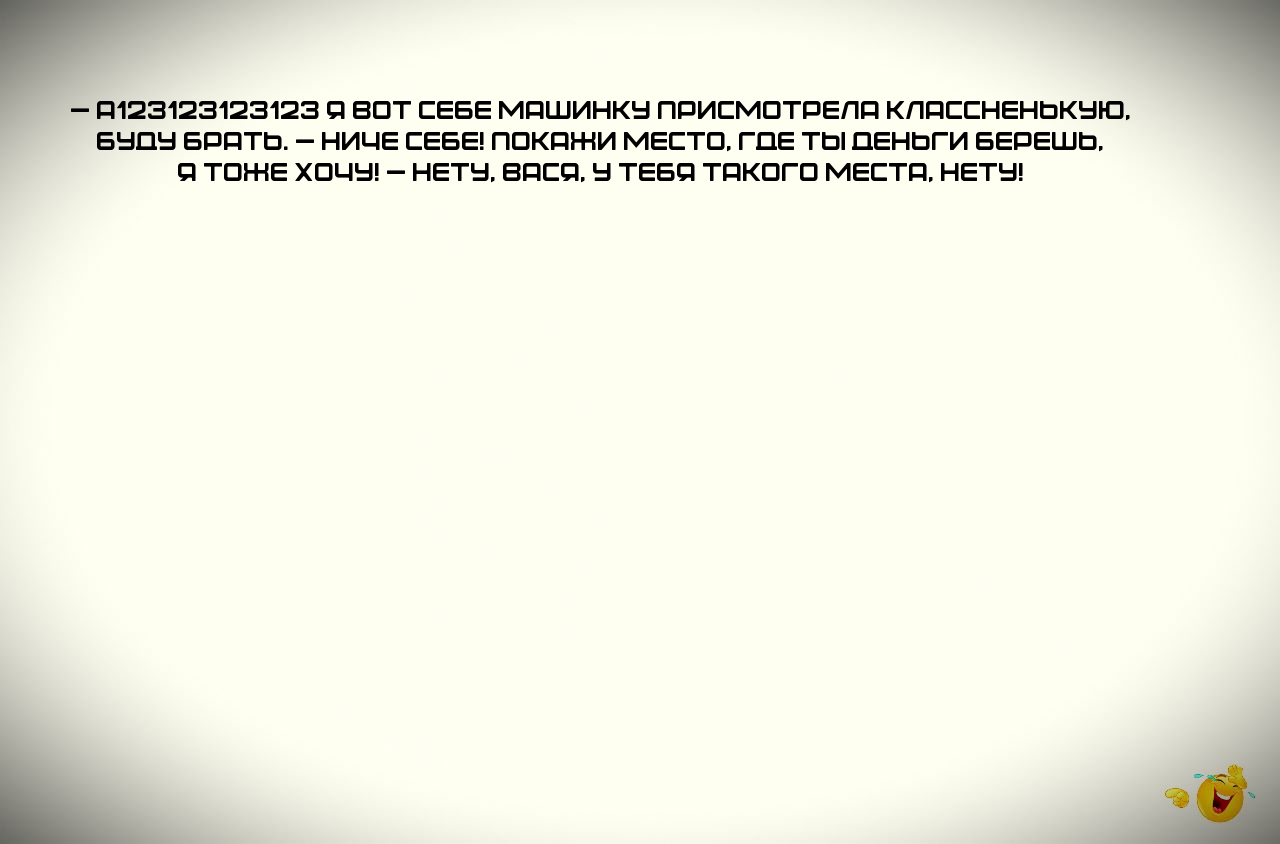 — А123123123123 Я ВОТ СЕБЕ МАШИНКУ ПРИСМОТРЕЛА КЛАССНЕНЬКУЮ,
БУДУ БРАТЬ. — НИЧЕ СЕБЕ! ПОКАЖИ МЕСТО, ГДЕ ТЫ ДЕНЬГИ БЕРЕШЬ,
Я ТОЖЕ ХОЧУ! — НЕТУ, ВАСЯ, У ТЕБЯ ТАКОГО МЕСТА, НЕТУ!